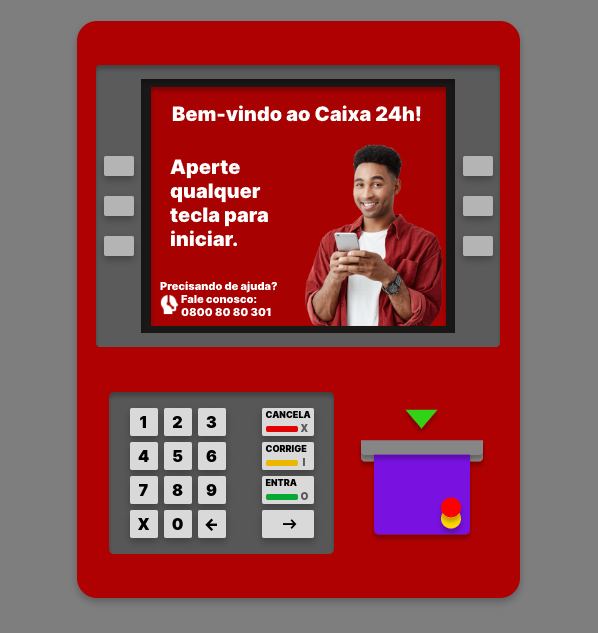 Bem-vindo ao Caixa 24h!
Aperte
qualquer
tecla para
iniciar.
Precisando de ajuda?
Fale conosco:
0800 80 80 301
1 2 3 CANCELA X
4 5 6 CORRIGE I
7 8 9 ENTRA O
X 0 ← →